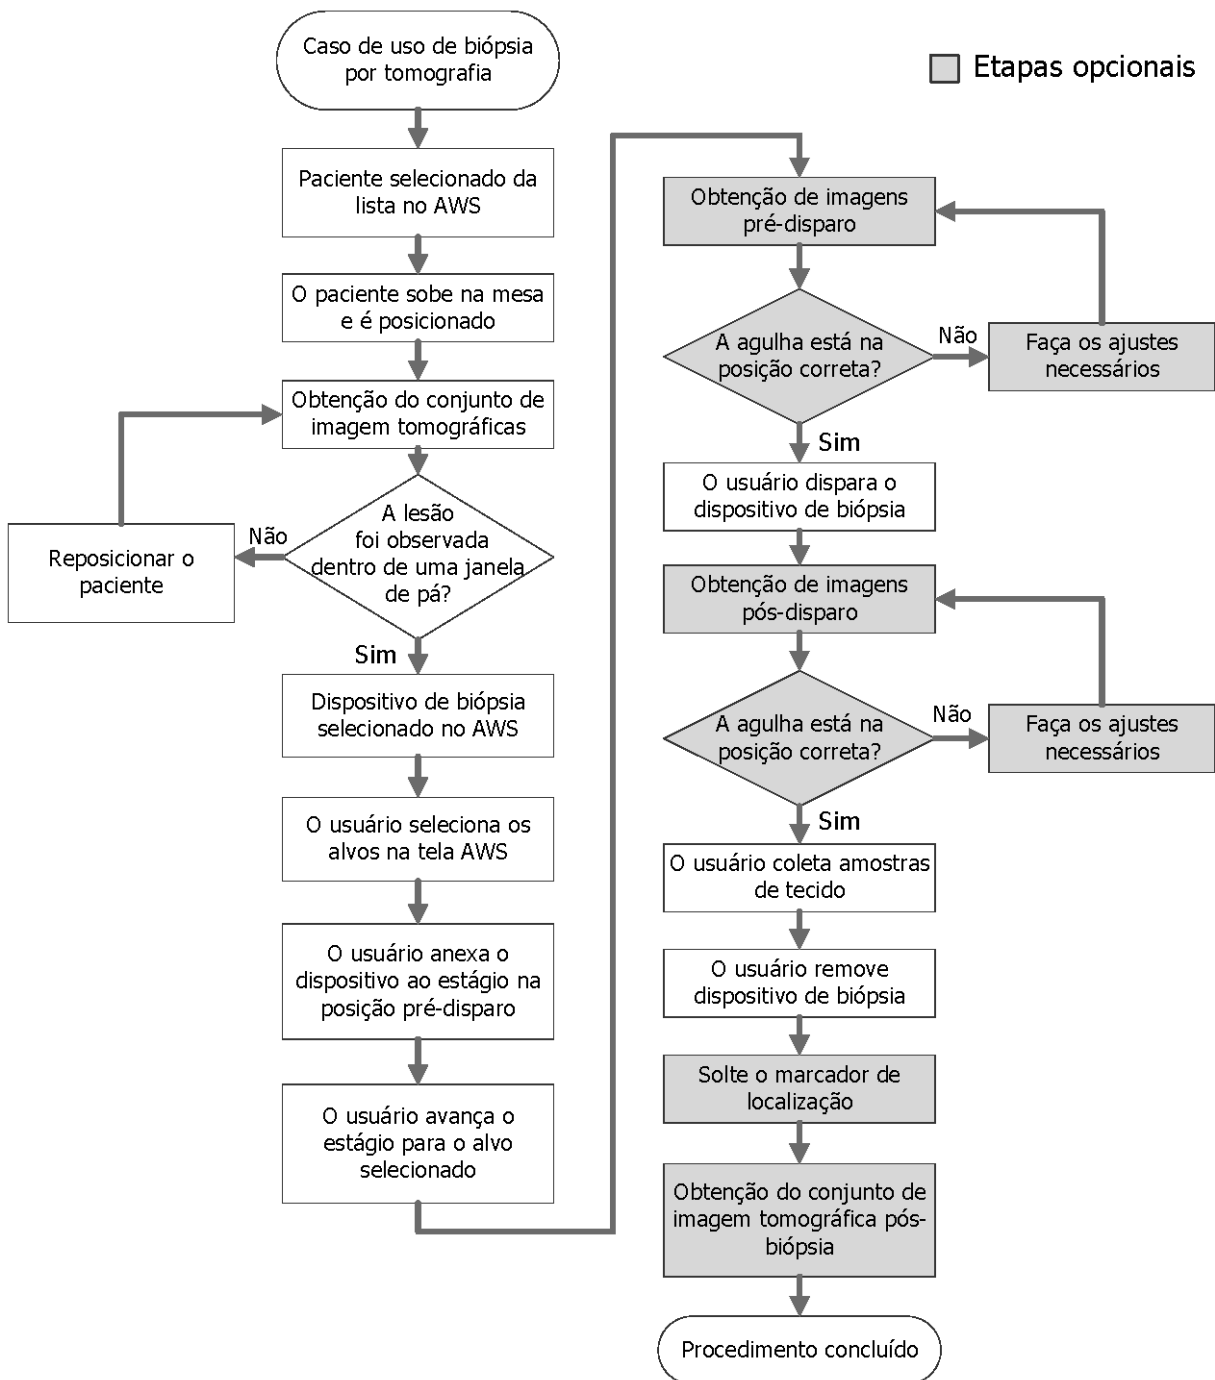 Caso de uso de biópsia
por tomografia
Etapas opcionais
Paciente selecionado da
lista no AWS
O paciente sobe na mesa
e é posicionado
Obtenção do conjunto de
imagem tomográficas
A lesão
foi observada
dentro de uma janela
de pá?
Não
Reposicionar o
paciente
Sim
Dispositivo de biópsia
selecionado no AWS
O usuário seleciona os
alvos na tela AWS
O usuário anexa o
dispositivo ao estágio na
posição pré-disparo
O usuário avança o
estágio para o alvo
selecionado
Obtenção de imagens
pré-disparo
A agulha está na
posição correta?
Não
Faça os ajustes
necessários
Sim
O usuário dispara o
dispositivo de biópsia
Obtenção de imagens
pós-disparo
A agulha está na
posição correta?
Não
Faça os ajustes
necessários
Sim
O usuário coleta amostras
de tecido
O usuário remove
dispositivo de biópsia
Solte o marcador de
localização
Obtenção do conjunto de
imagem tomográfica pós-
biópsia
Procedimento concluído